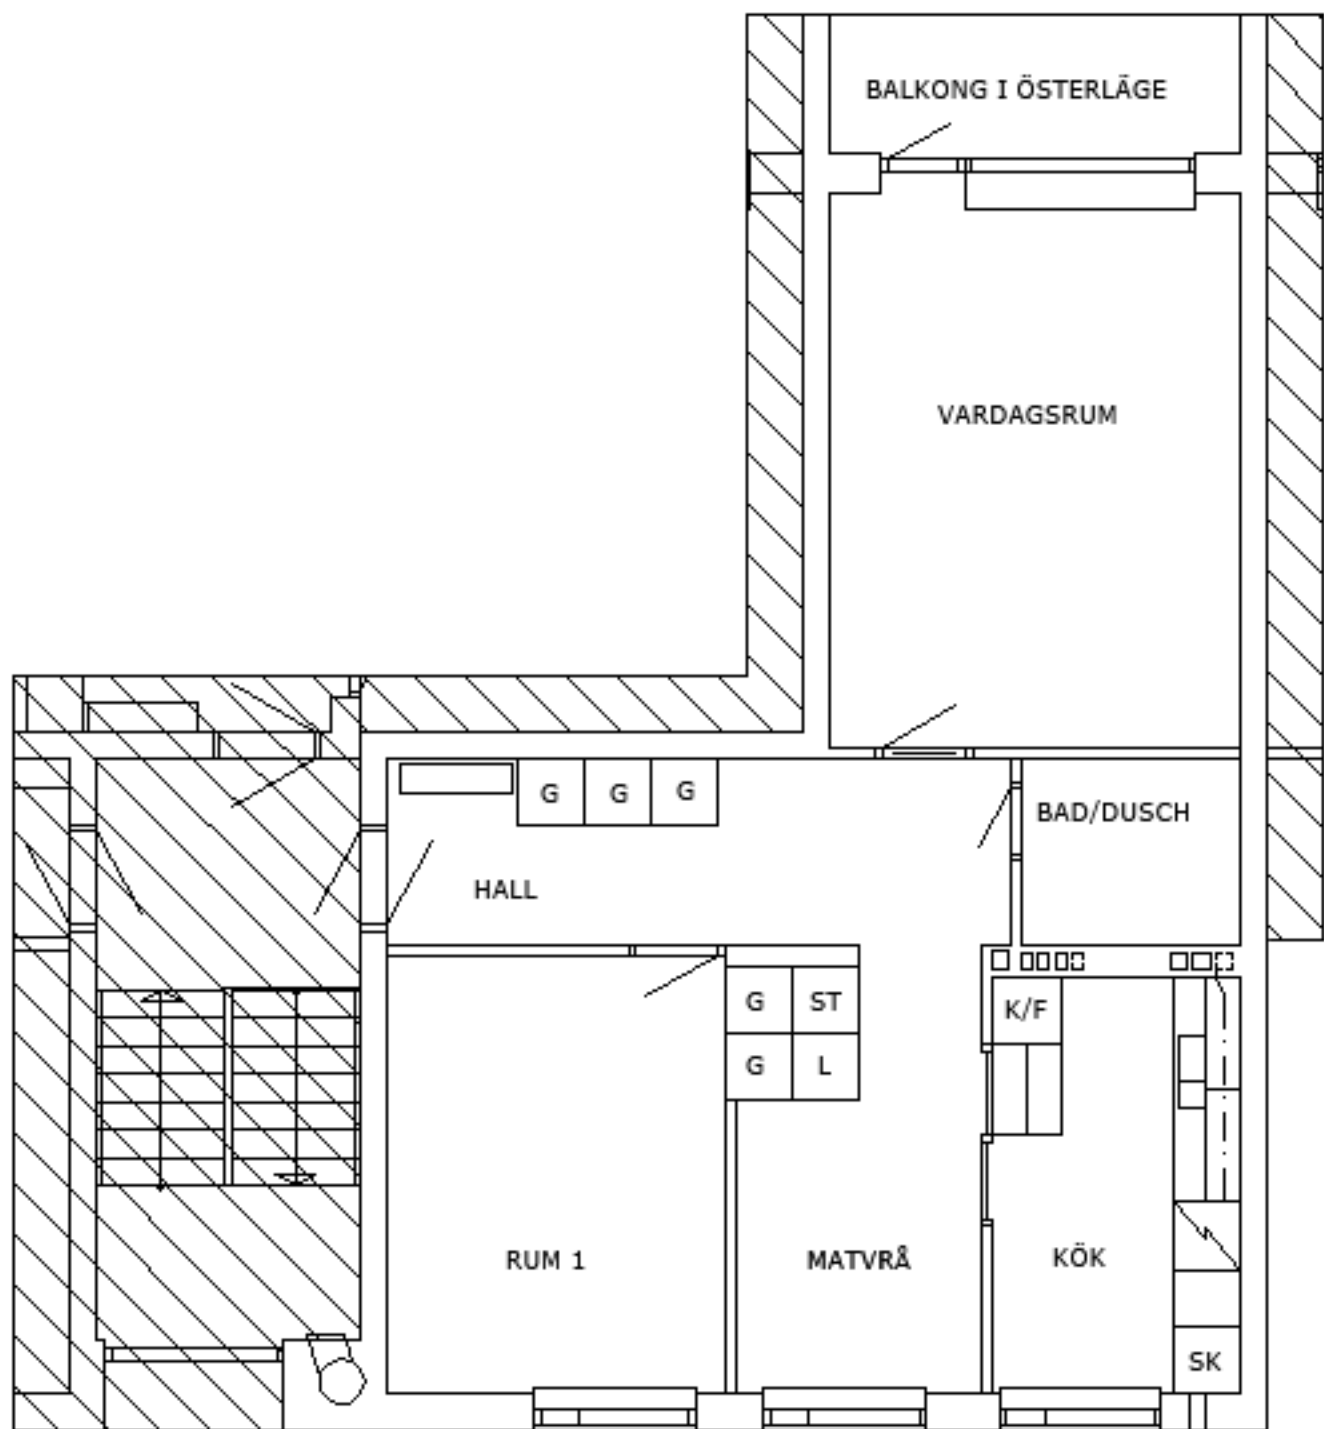 BALKONG I ÖSTERLÄGE
VARDAGSRUM
G G G
BAD/DUSCH
HALL
G ST
K/F
G L
RUM 1
MATVRÅ
KÖK
SK